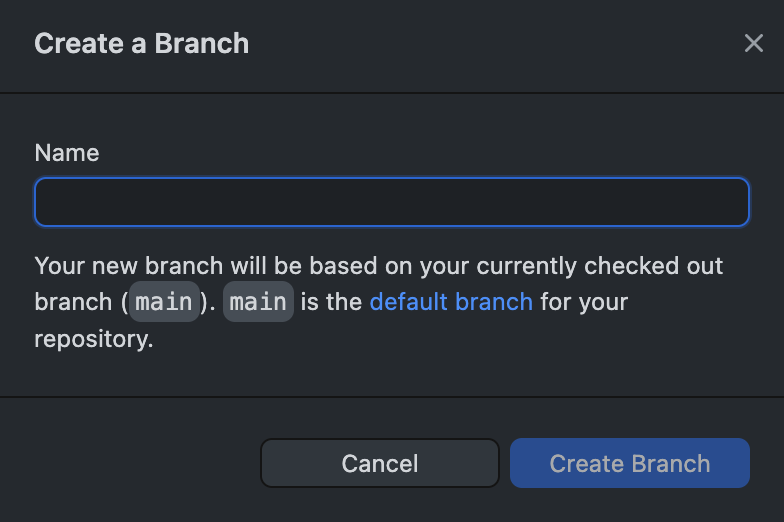 Create a Branch
Name
Your new branch will be based on your currently checked out
branch (main). main is the default branch for your
repository.
Cancel
Create Branch